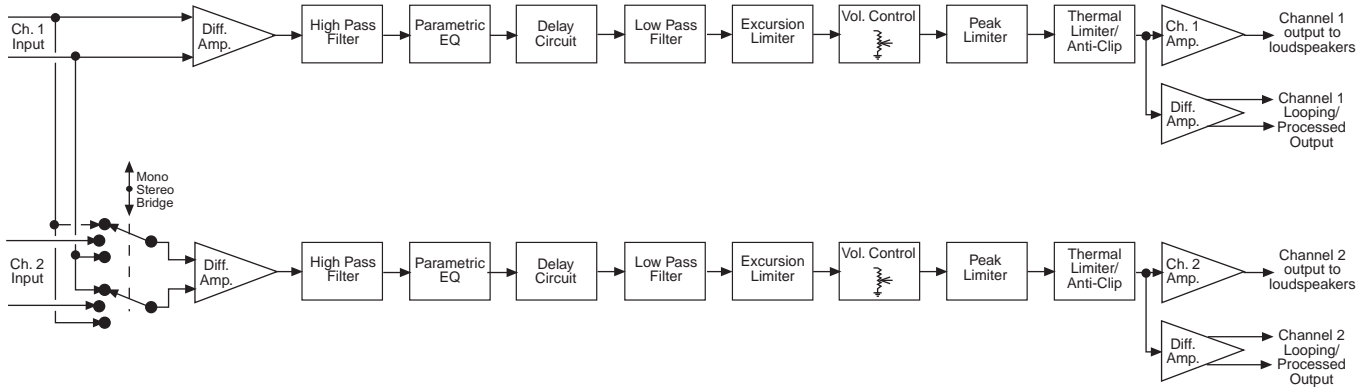 Ch. 1
Input
Diff.
Amp.
High Pass
Filter
Parametric
EQ
Delay
Circuit
Low Pass
Filter
Excursion
Limiter
Vol. Control
Peak
Limiter
Thermal
Limiter/
Anti-Clip
Ch. 1
Amp.
Channel 1
output to
loudspeakers
Diff.
Amp.
Channel 1
Looping/
Processed
Output
Mono
Stereo
Bridge
Ch. 2
Input
Diff.
Amp.
High Pass
Filter
Parametric
EQ
Delay
Circuit
Low Pass
Filter
Excursion
Limiter
Vol. Control
Peak
Limiter
Thermal
Limiter/
Anti-Clip
Ch. 2
Amp.
Channel 2
output to
loudspeakers
Diff.
Amp.
Channel 2
Looping/
Processed
Output